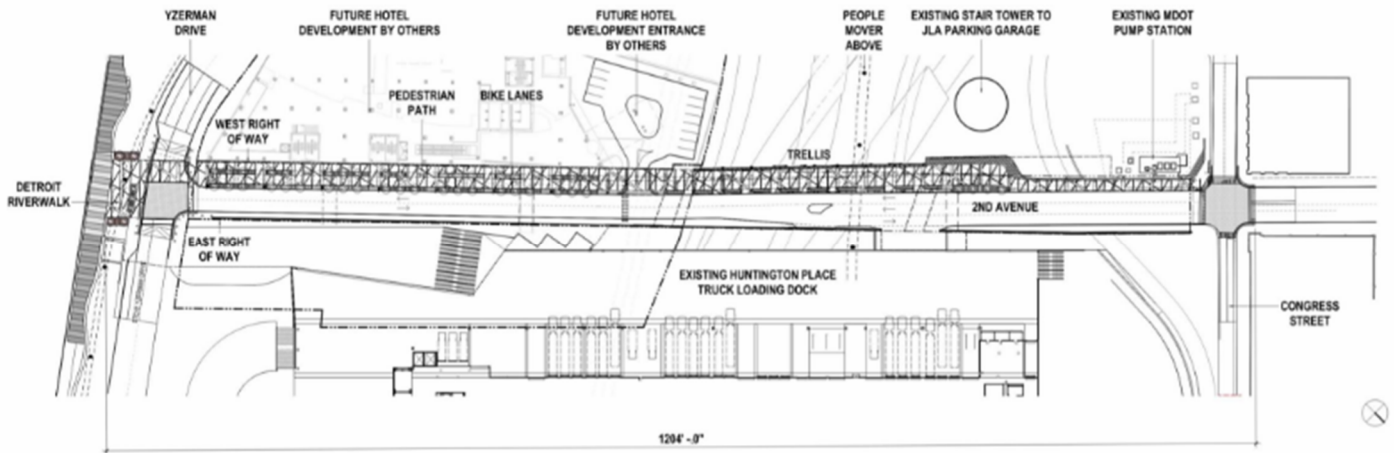 YZERMAN
DRIVE
FUTURE HOTEL
DEVELOPMENT BY OTHERS
FUTURE HOTEL
DEVELOPMENT ENTRANCE
BY OTHERS
PEOPLE
MOVER
ABOVE
EXISTING STAIR TOWER TO
JLA PARKING GARAGE
EXISTING MDOT
PUMP STATION
PEDESTRIAN
PATH
BIKE LANES
WEST RIGHT
OF WAY
TRELLIS
DETROIT
RIVERWALK
2ND AVENUE
EAST RIGHT
OF WAY
EXISTING HUNTINGTON PLACE
TRUCK LOADING DOCK
CONGRESS
STREET
1204' -.0"